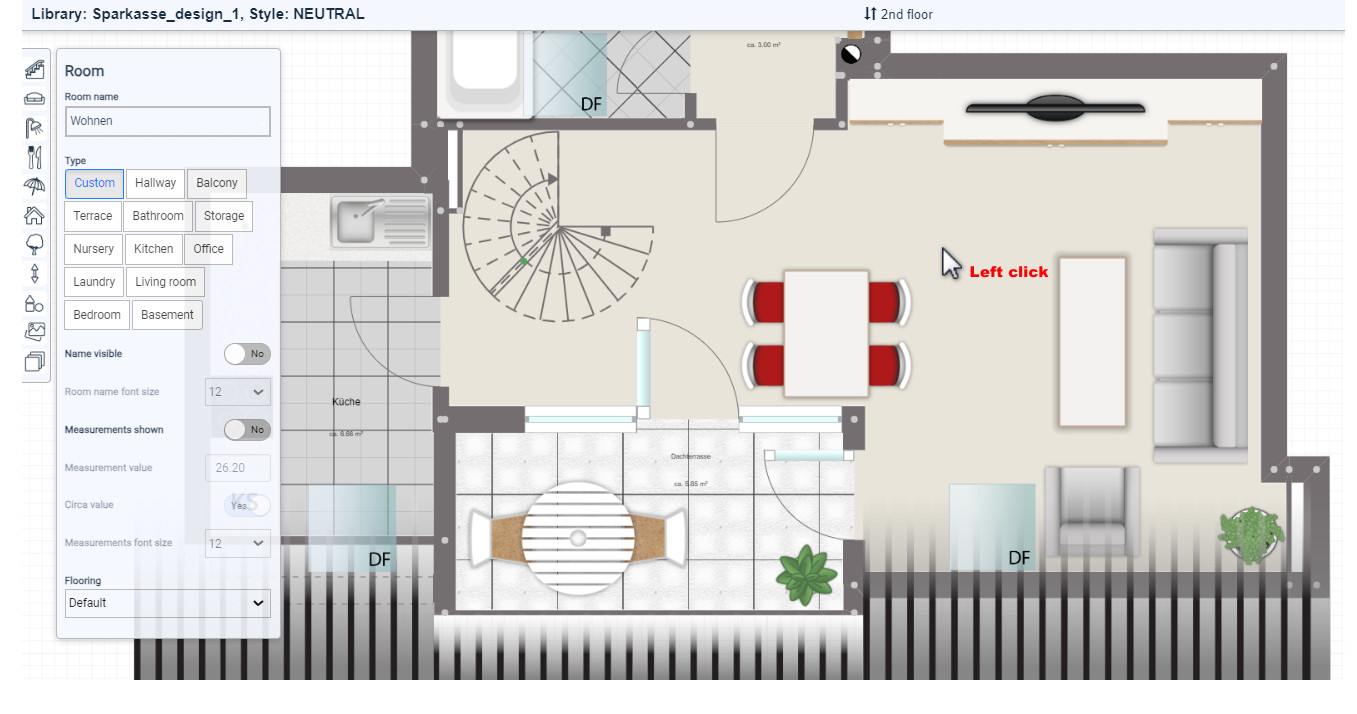 Library: Sparkasse_design_1, Style: NEUTRAL
2nd floor
Room
Room name
Wohnen
Type
Custom Hallway Balcony
Terrace Bathroom Storage
Nursery Kitchen Office
Laundry Living room
Bedroom Basement
Name visible No
Room name font size 12
Measurements shown No
Measurement value 26.20
Circa value Yes
KS
Measurements font size 12
Flooring
Default
ca. 3.00 m²
DF
Left click
Küche
ca. 6.66 m²
DF
Dachterrasse
ca. 5.85 m²
DF